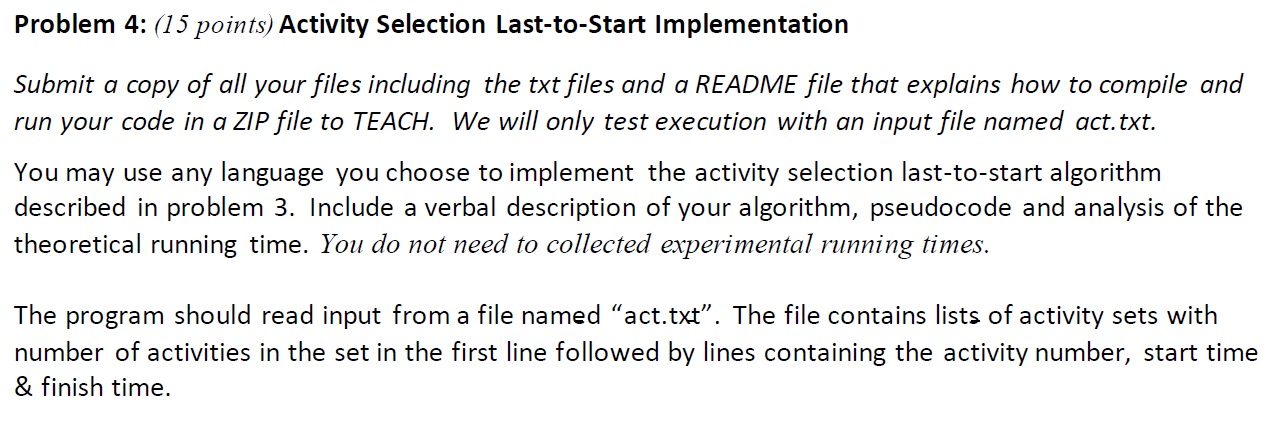 Problem 4: (15 points) Activity Selection Last-to-Start Implementation
Submit a copy of all your files including the txt files and a README file that explains how to compile and
run your code in a ZIP file to TEACH. We will only test execution with an input file named act.txt.
You may use any language you choose to implement the activity selection last-to-start algorithm
described in problem 3. Include a verbal description of your algorithm, pseudocode and analysis of the
theoretical running time. You do not need to collected experimental running times.
The program should read input from a file named “act.txt”. The file contains lists of activity sets with
number of activities in the set in the first line followed by lines containing the activity number, start time
& finish time.